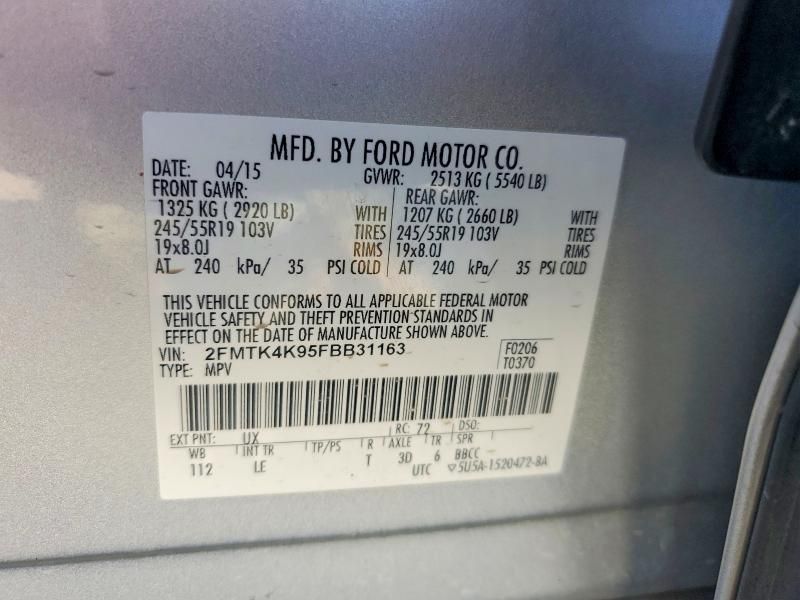 MFD. BY FORD MOTOR CO.
DATE: 04/15 GVWR: 2513 KG ( 5540 LB)
FRONT GAWR: REAR GAWR:
1325 KG ( 2920 LB) WITH 1207 KG ( 2660 LB) WITH
245/55R19 103V TIRES 245/55R19 103V TIRES
19x8.0J RIMS 19x8.0J RIMS
AT 240 kPa/ 35 PSI COLD AT 240 kPa/ 35 PSI COLD
THIS VEHICLE CONFORMS TO ALL APPLICABLE FEDERAL MOTOR
VEHICLE SAFETY AND THEFT PREVENTION STANDARDS IN
EFFECT ON THE DATE OF MANUFACTURE SHOWN ABOVE.
VIN: 2FMTK4K95FBB31163 F0206
TYPE: MPV T0370
EXT PNT: UX RC: 72 DSO:
WB INT TR TP/PS R AXLE TR SPR
112 LE T 3D 6 BBCC
UTC ▽5U5A-1520472-BA